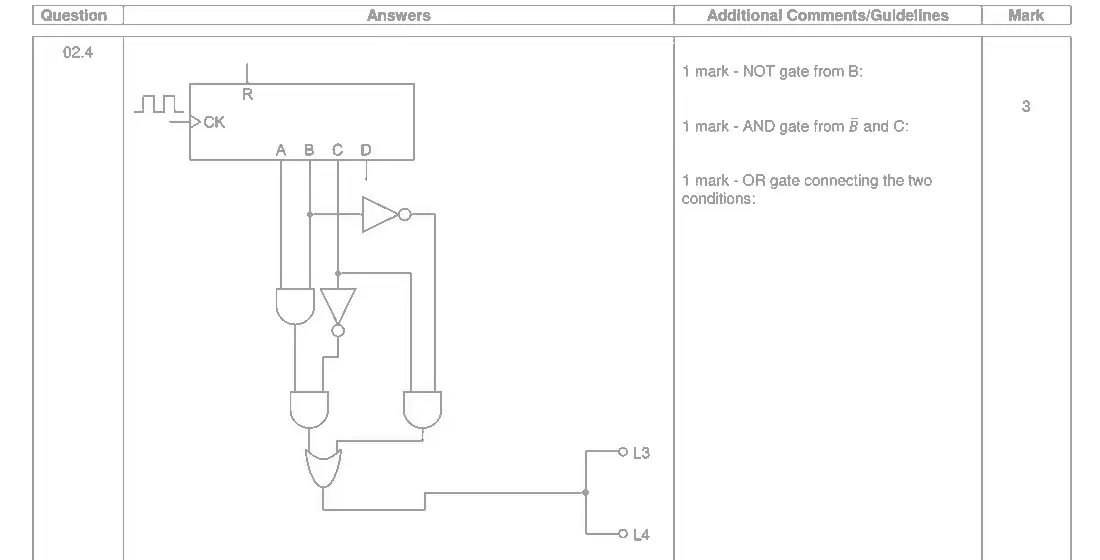 Question Answers Additional Comments/Guidelines Mark
02.4
1 mark - NOT gate from B:
R
3
CK
1 mark - AND gate from B̅ and C:
A B C D
1 mark - OR gate connecting the two
conditions:
L3
L4